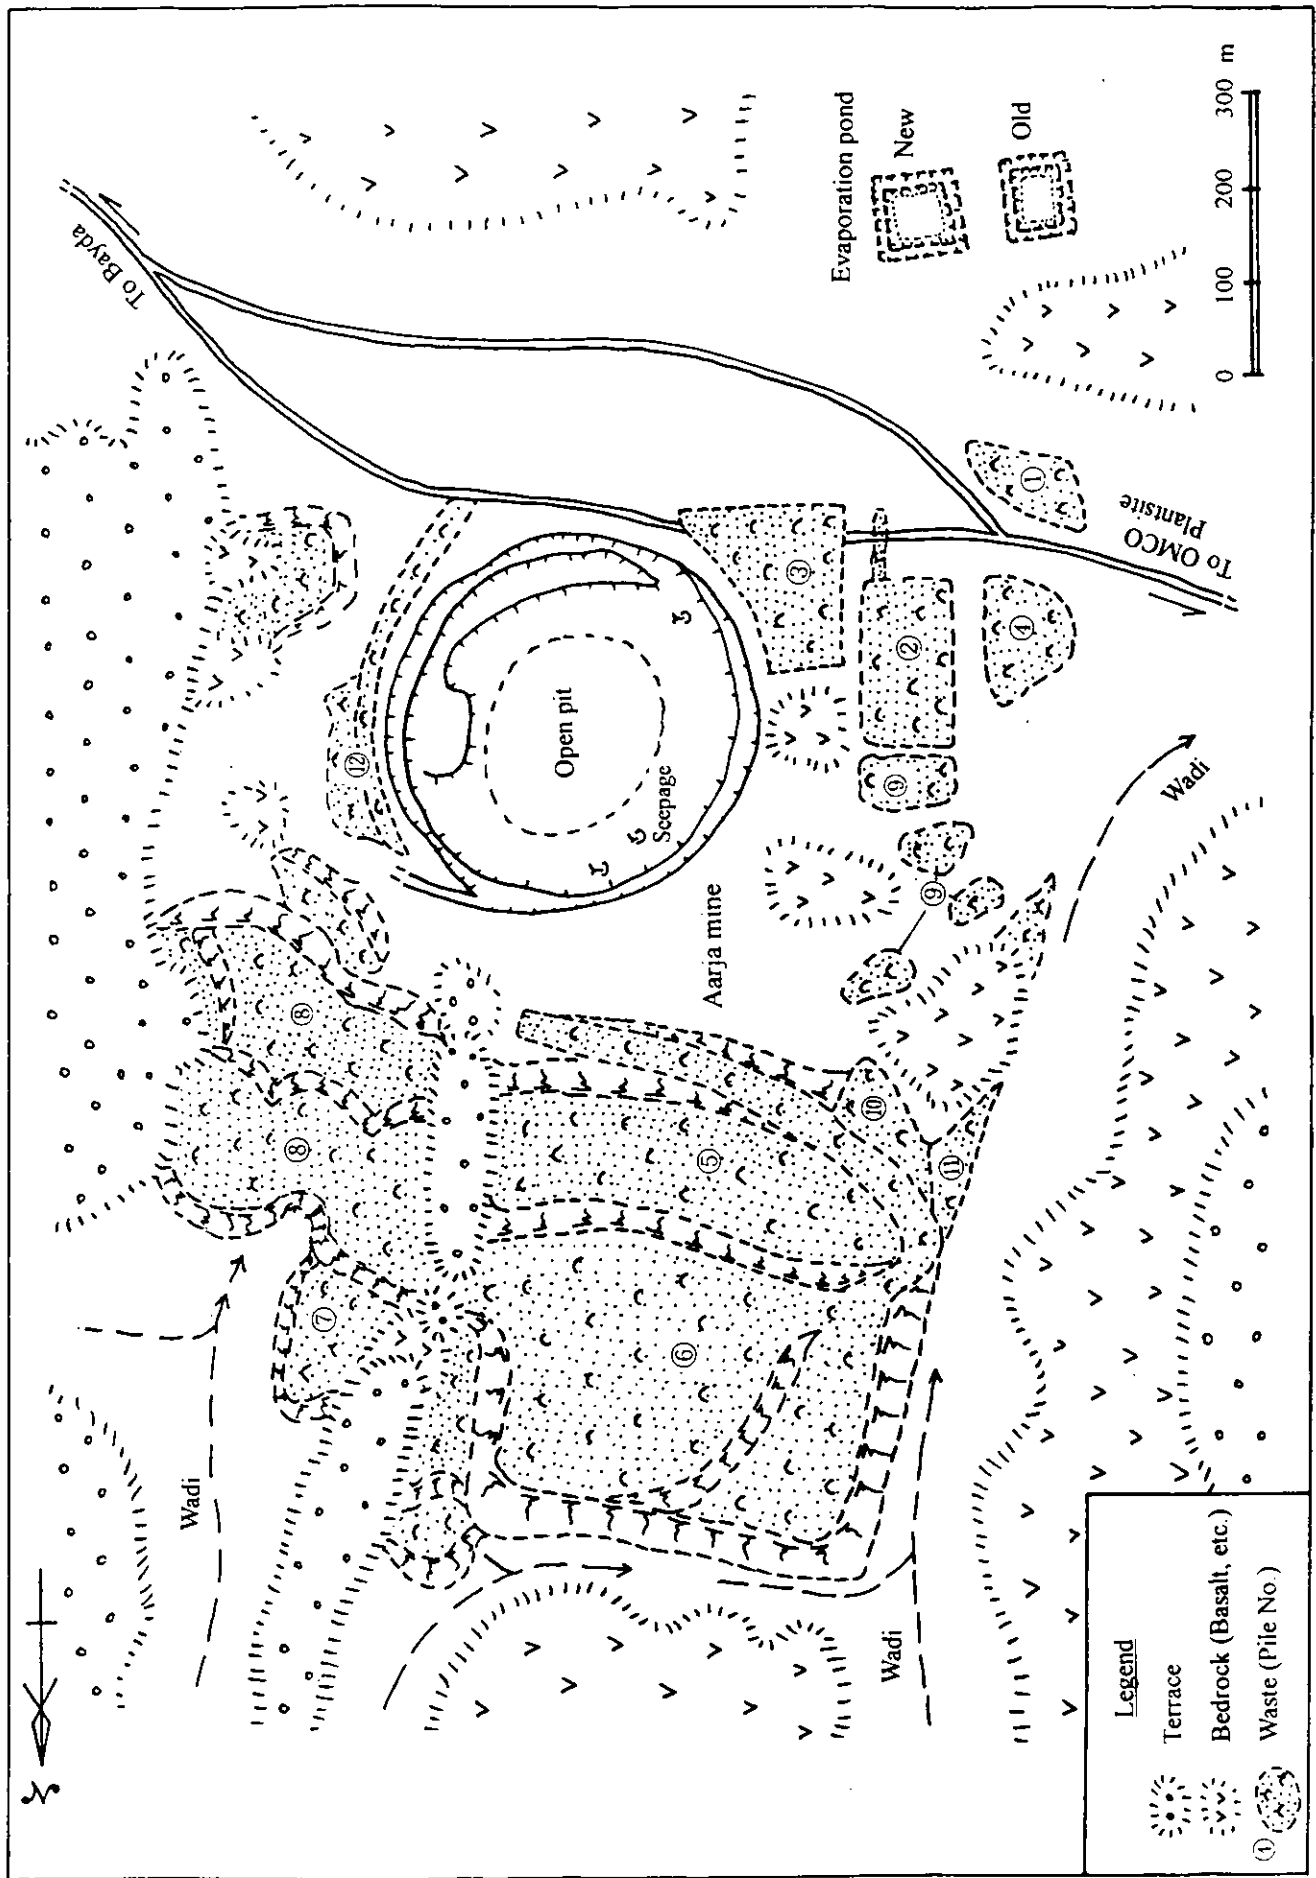 N
To Bayda
Evaporation pond
New
Old
0 100 200 300 m
To OMCO
Plantsite
Open pit
Seepage
Aarja mine
Wadi
Wadi
Wadi
①
②
③
④
⑤
⑥
⑦
⑧
⑧
⑨
⑨
⑩
⑪
⑫
Legend
Terrace
Bedrock (Basalt, etc.)
① Waste (Pile No.)